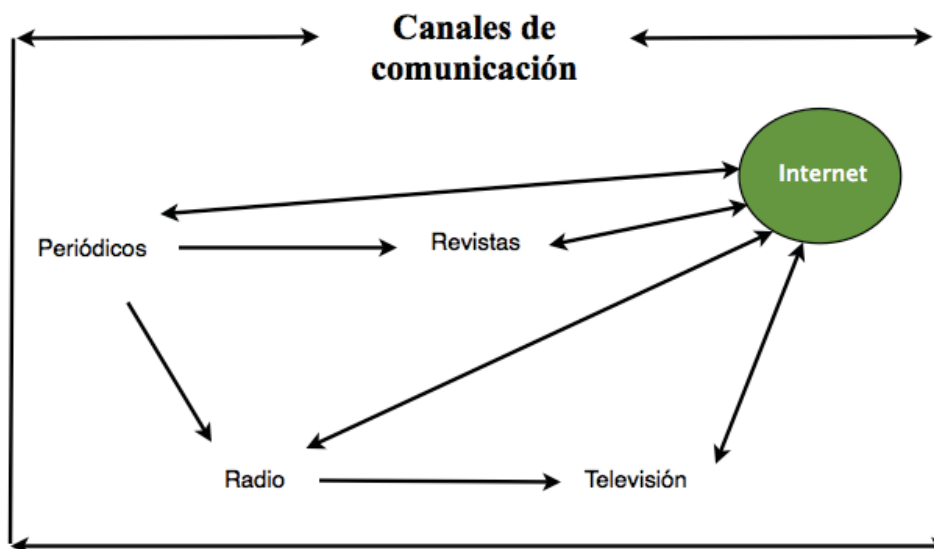 Canales de
comunicación
Internet
Periódicos
Revistas
Radio
Televisión